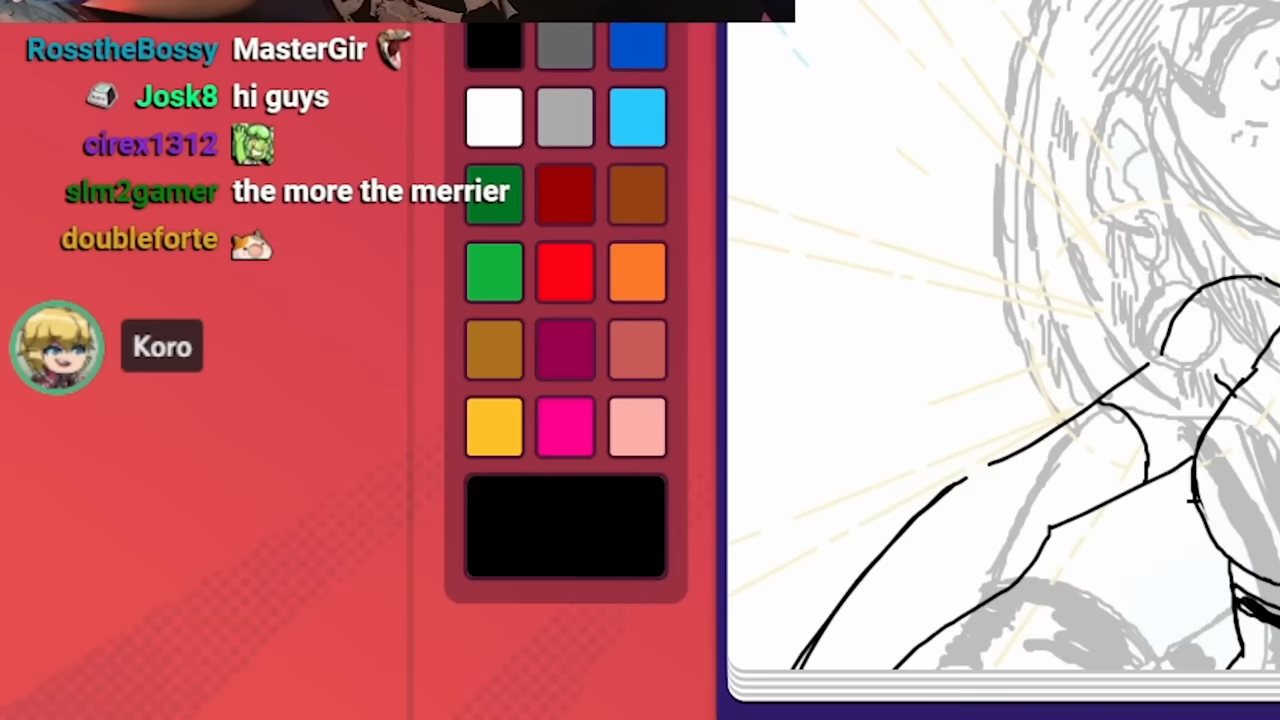 RosstheBossy MasterGir
Josk8 hi guys
cirex1312
slm2gamer the more the merrier
doubleforte
Koro